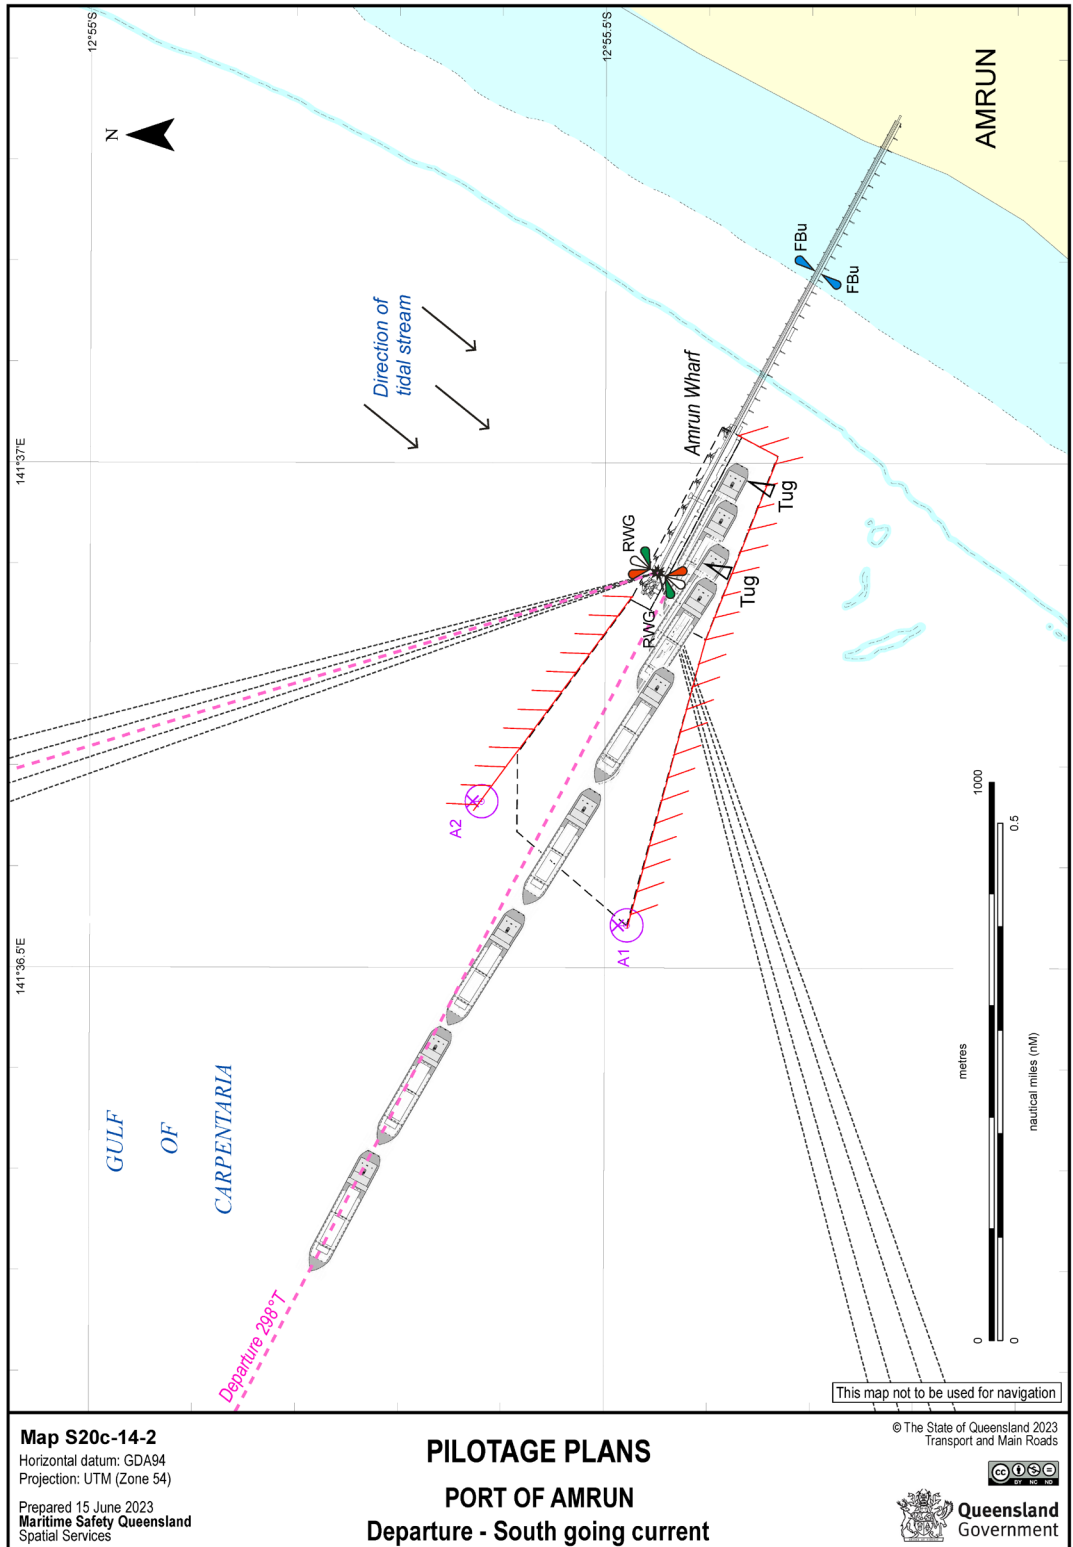 12°55'S
12°55.5'S
N
AMRUN
FBu
FBu
Direction of
tidal stream
Amrun Wharf
141°37'E
RWG
Tug
RWG
Tug
A2
1000
0.5
A1
141°36.5'E
metres
nautical miles (nM)
GULF
OF
CARPENTARIA
0
0
Departure 298°T
This map not to be used for navigation
Map S20c-14-2
Horizontal datum: GDA94
Projection: UTM (Zone 54)
Prepared 15 June 2023
Maritime Safety Queensland
Spatial Services
PILOTAGE PLANS
PORT OF AMRUN
Departure - South going current
© The State of Queensland 2023
Transport and Main Roads
cc
BY NC ND
Queensland
Government